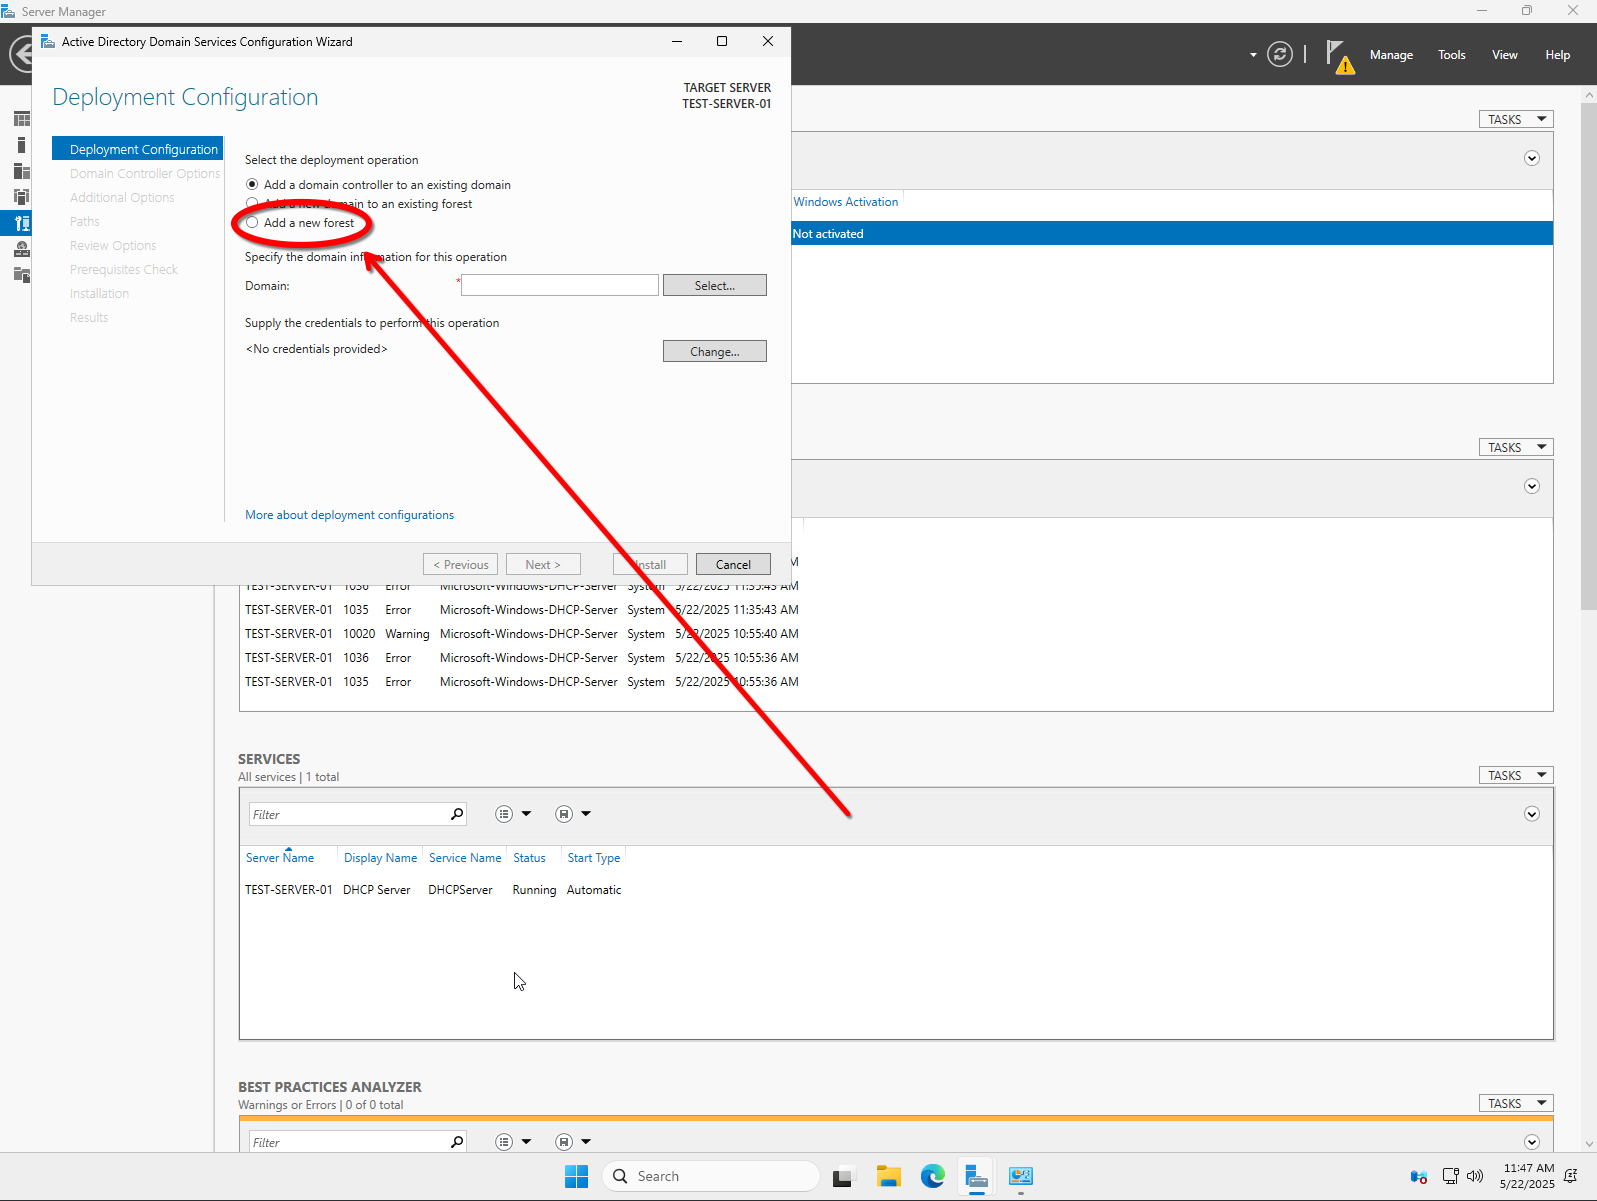 Server Manager
Active Directory Domain Services Configuration Wizard
Manage Tools View Help
Deployment Configuration
TARGET SERVER
TEST-SERVER-01
Deployment Configuration
Domain Controller Options
Additional Options
Paths
Review Options
Prerequisites Check
Installation
Results
Select the deployment operation
Add a domain controller to an existing domain
Add a new domain to an existing forest
Add a new forest
Specify the domain information for this operation
Domain: *
Select...
Supply the credentials to perform this operation
<No credentials provided>
Change...
More about deployment configurations
< Previous Next > Install Cancel
TASKS
Windows Activation
Not activated
TASKS
M
TEST-SERVER-01 1036 Error Microsoft-Windows-DHCP-Server System 5/22/2025 11:35:43 AM
TEST-SERVER-01 1035 Error Microsoft-Windows-DHCP-Server System 5/22/2025 11:35:43 AM
TEST-SERVER-01 10020 Warning Microsoft-Windows-DHCP-Server System 5/22/2025 10:55:40 AM
TEST-SERVER-01 1036 Error Microsoft-Windows-DHCP-Server System 5/22/2025 10:55:36 AM
TEST-SERVER-01 1035 Error Microsoft-Windows-DHCP-Server System 5/22/2025 10:55:36 AM
SERVICES
All services | 1 total
TASKS
Filter
Server Name Display Name Service Name Status Start Type
TEST-SERVER-01 DHCP Server DHCPServer Running Automatic
BEST PRACTICES ANALYZER
Warnings or Errors | 0 of 0 total
TASKS
Filter
Search
11:47 AM
5/22/2025